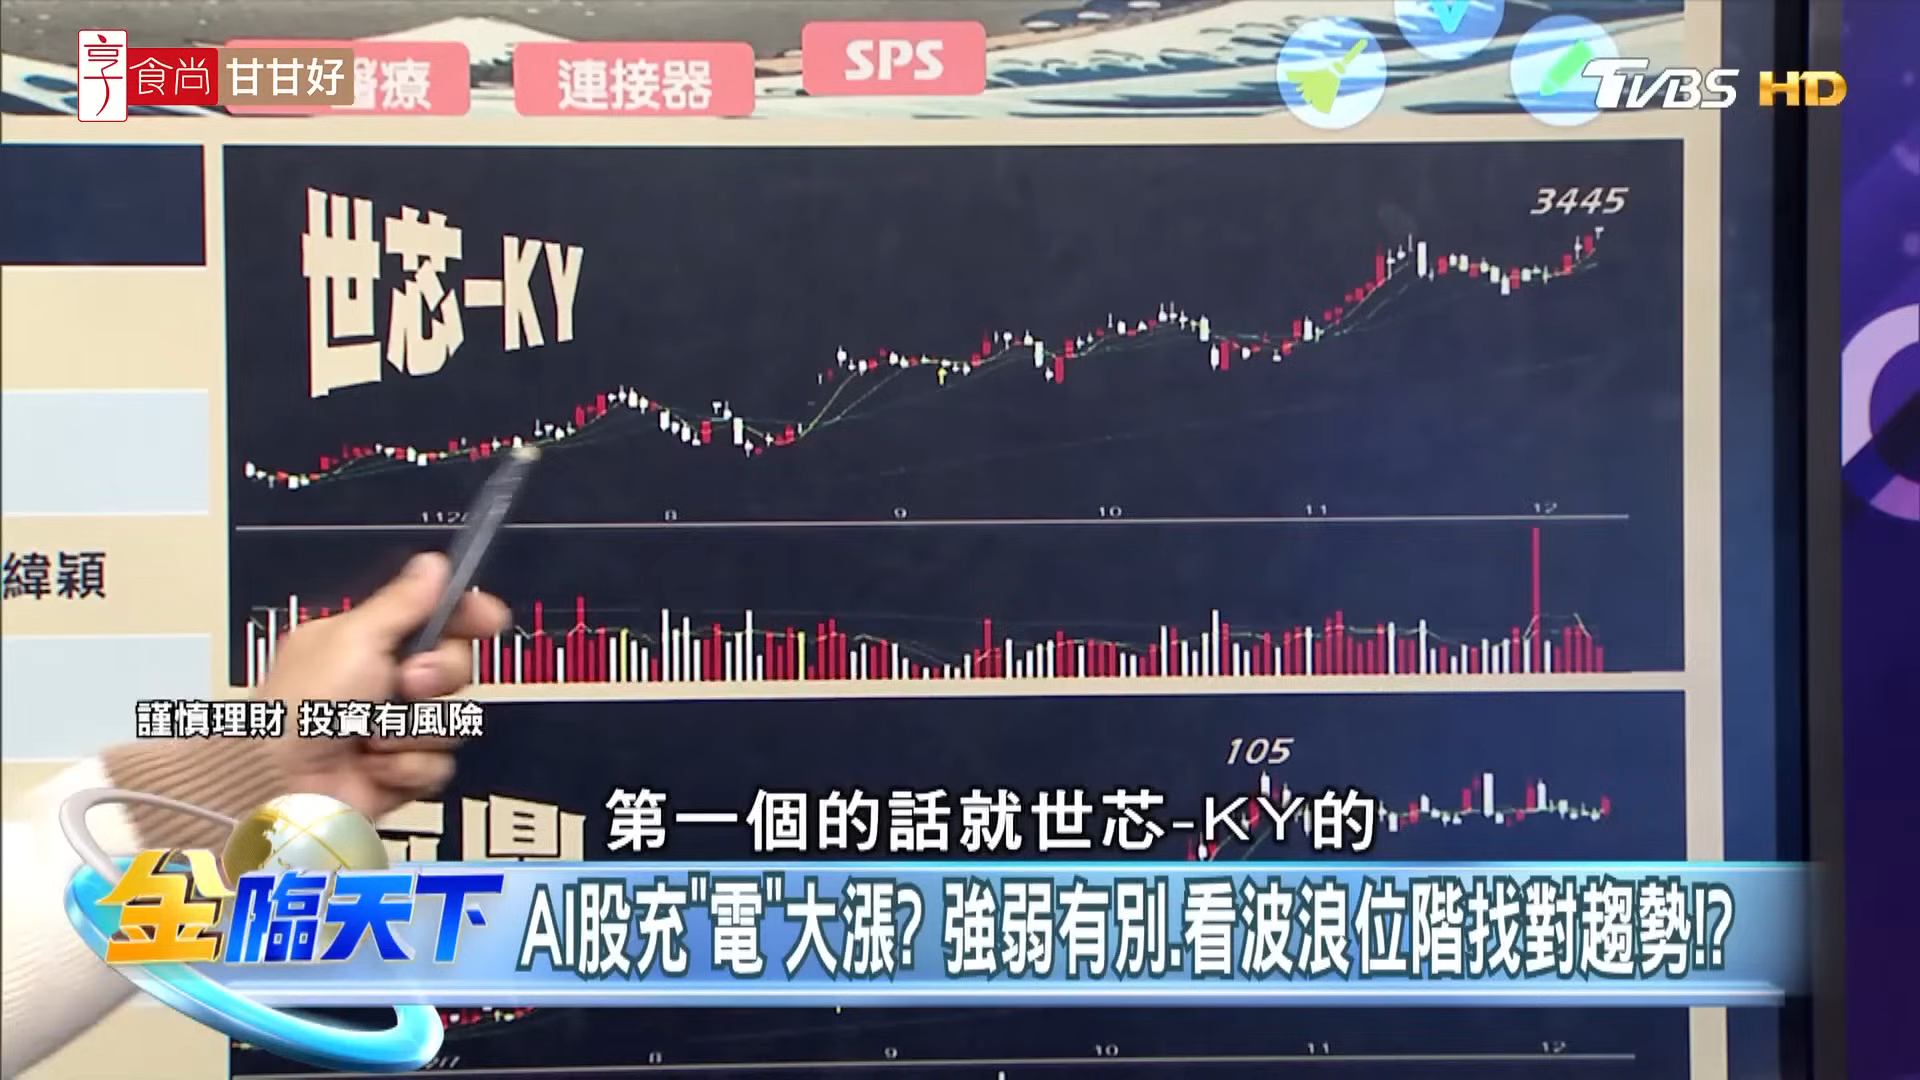 享 食尚 甘甘好
醫療
連接器
SPS
TVBS HD
世芯-KY
3445
8 9 10 11 12
緯穎
謹慎理財 投資有風險
105
第一個的話就世芯-KY的
金臨天下
AI股充"電"大漲? 強弱有別.看波浪位階找對趨勢!?
8 9 10 11 12